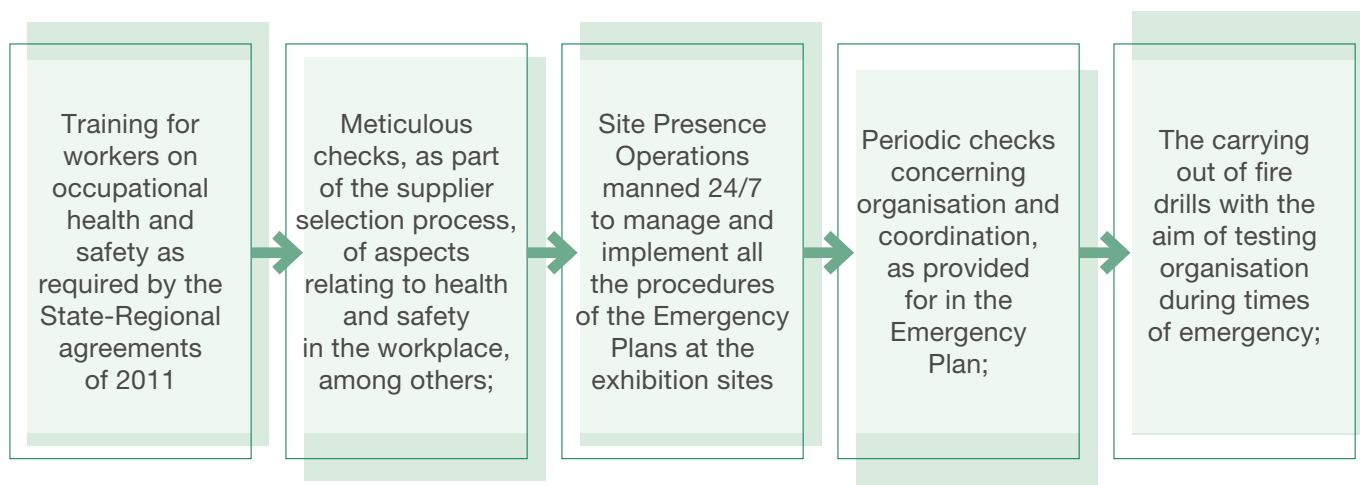 Training for
workers on
occupational
health and
safety as
required by the
State-Regional
agreements
of 2011
Meticulous
checks, as part
of the supplier
selection process,
of aspects
relating to health
and safety
in the workplace,
among others;
Site Presence
Operations
manned 24/7
to manage and
implement all
the procedures
of the Emergency
Plans at the
exhibition sites
Periodic checks
concerning
organisation and
coordination,
as provided
for in the
Emergency
Plan;
The carrying
out of fire
drills with the
aim of testing
organisation
during times
of emergency;